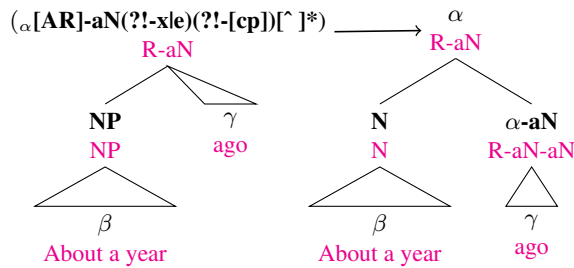 (α[AR]-aN(?!-x|e)(?!-[cp])[^ ]*)
R-aN
NP
NP
β
About a year
γ
ago
α
R-aN
N
N
β
About a year
α-aN
R-aN-aN
γ
ago